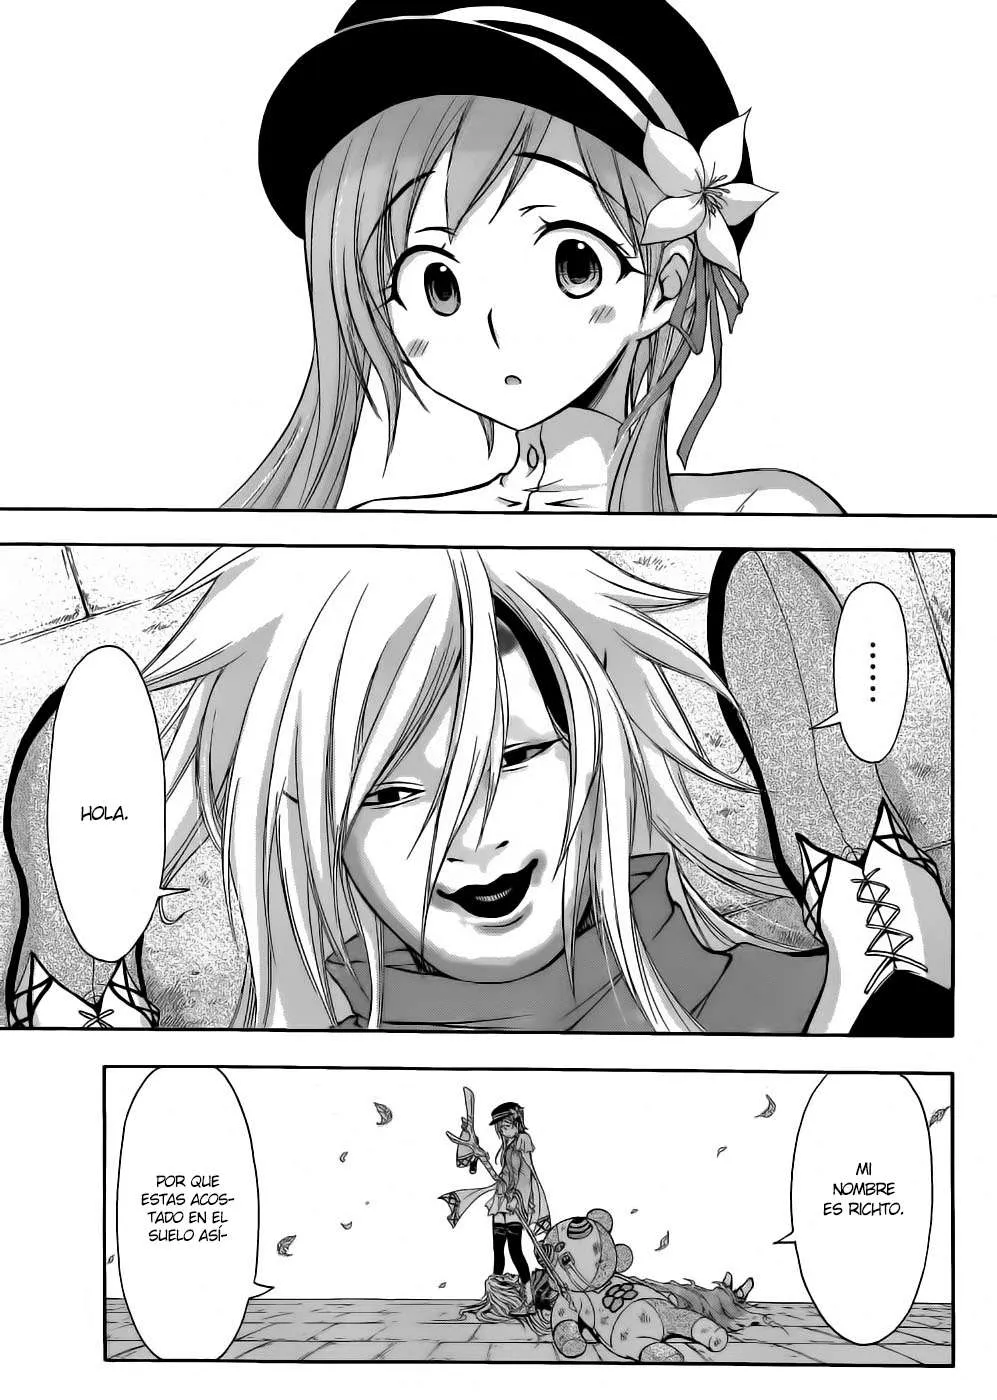 ......
HOLA.
MI
NOMBRE
ES RICHTO.
POR QUE
ESTAS ACOS-
TADO EN EL
SUELO ASÍ-